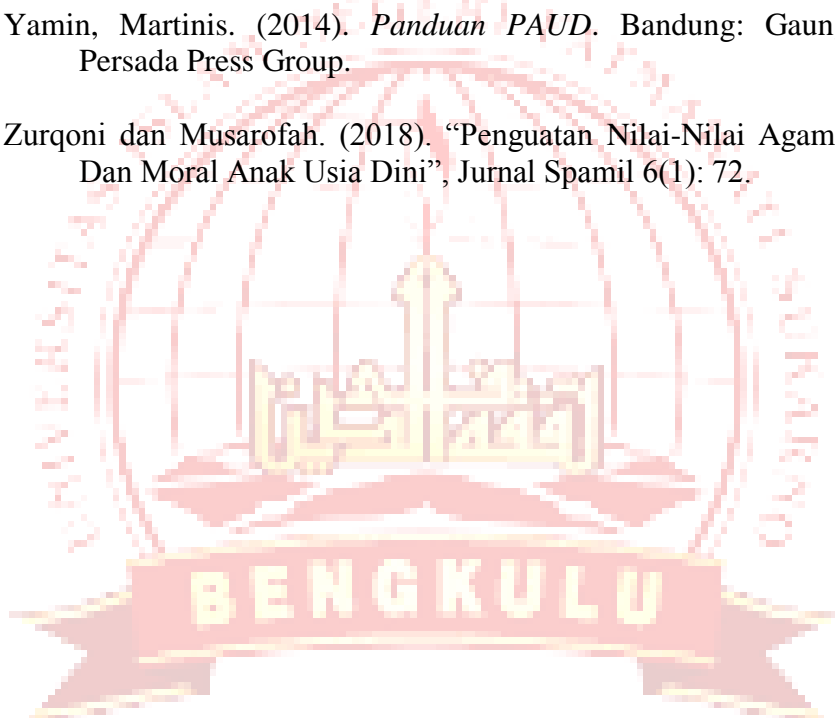 Yamin, Martinis. (2014). Panduan PAUD. Bandung: Gaun
Persada Press Group.
Zurqoni dan Musarofah. (2018). “Penguatan Nilai-Nilai Agam
Dan Moral Anak Usia Dini”, Jurnal Spamil 6(1): 72.
BENGKULU